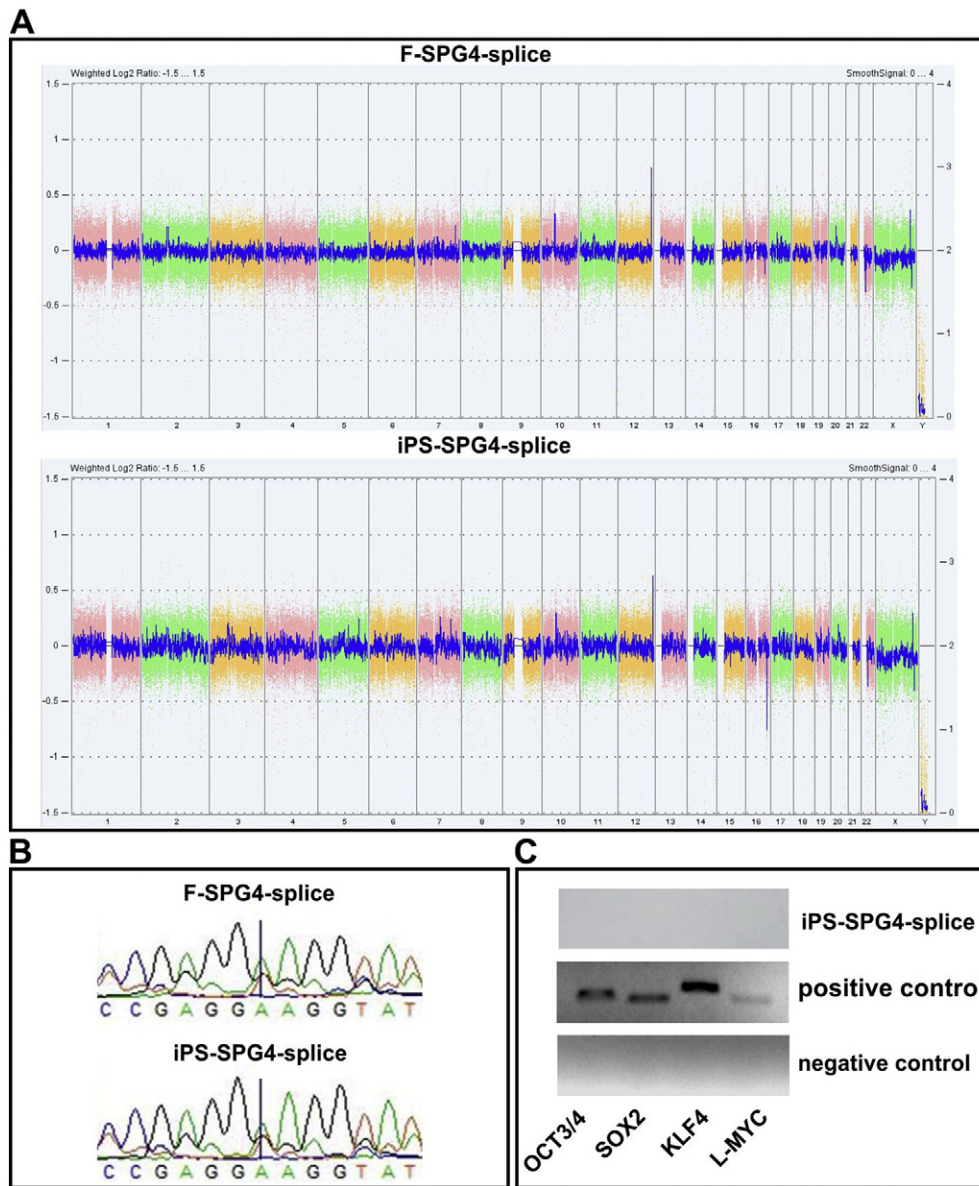 A
F-SPG4-splice
Weighted Log2 Ratio: -1.5 ... 1.5 SmoothSignal: 0 ... 4
1.5 4
1 3
0.5
0 2
-0.5 1
-1
-1.5 0
1 2 3 4 5 6 7 8 9 10 11 12 13 14 15 16 17 18 19 20 21 22 X Y
iPS-SPG4-splice
Weighted Log2 Ratio: -1.5 ... 1.5 SmoothSignal: 0 ... 4
1.5 4
1 3
0.5
0 2
-0.5 1
-1
-1.5 0
1 2 3 4 5 6 7 8 9 10 11 12 13 14 15 16 17 18 19 20 21 22 X Y
B
F-SPG4-splice
C C G A G G A A G G T A T
iPS-SPG4-splice
C C G A G G A A G G T A T
C
iPS-SPG4-splice
positive contro
negative control
OCT3/4 SOX2 KLF4 L-MYC